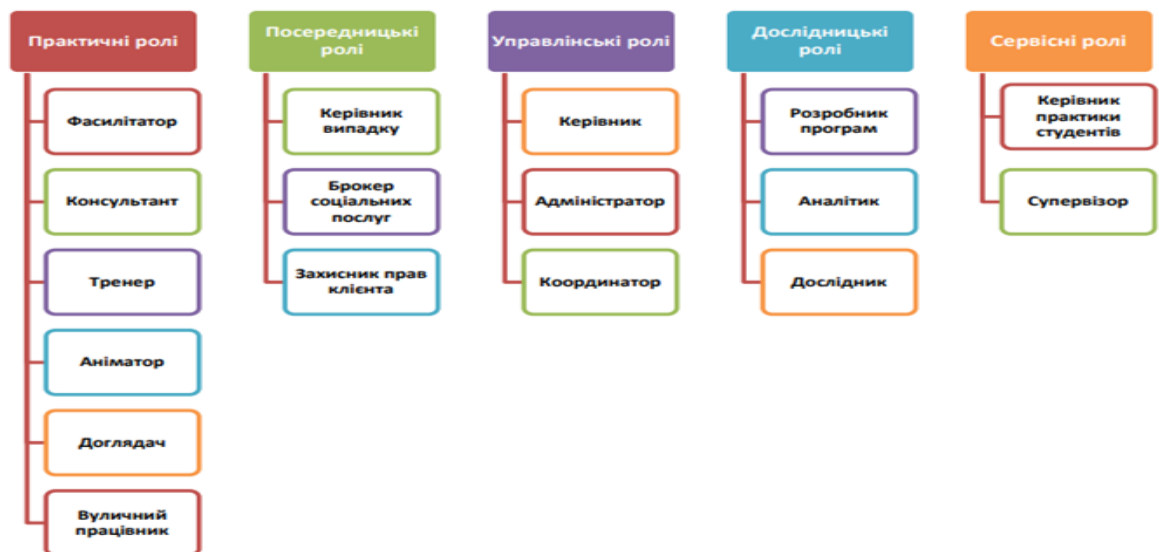 Практичні ролі
Фасилітатор
Консультант
Тренер
Аніматор
Доглядач
Вуличний
працівник
Посередницькі
ролі
Керівник
випадку
Брокер
соціальних
послуг
Захисник прав
клієнта
Управлінські ролі
Керівник
Адміністратор
Координатор
Дослідницькі
ролі
Розробник
програм
Аналітик
Дослідник
Сервісні ролі
Керівник
практики
студентів
Супервізор